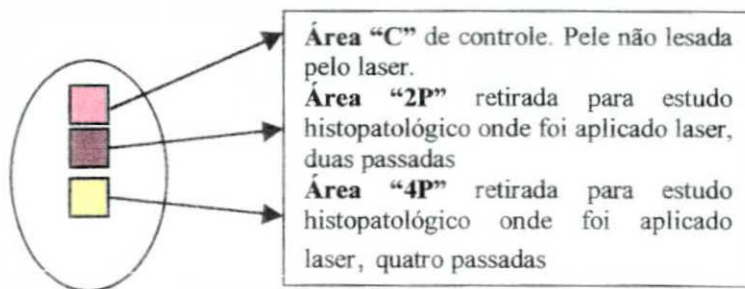 Área “C” de controle. Pele não lesada
pelo laser.
Área “2P” retirada para estudo
histopatológico onde foi aplicado laser,
duas passadas
Área “4P” retirada para estudo
histopatológico onde foi aplicado
laser, quatro passadas